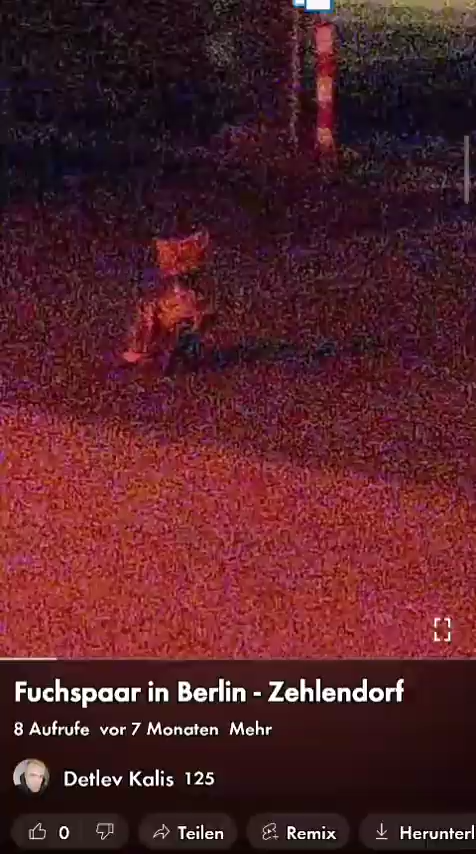 Fuchspaar in Berlin - Zehlendorf
8 Aufrufe vor 7 Monaten Mehr
Detlev Kalis 125
0 Teilen Remix